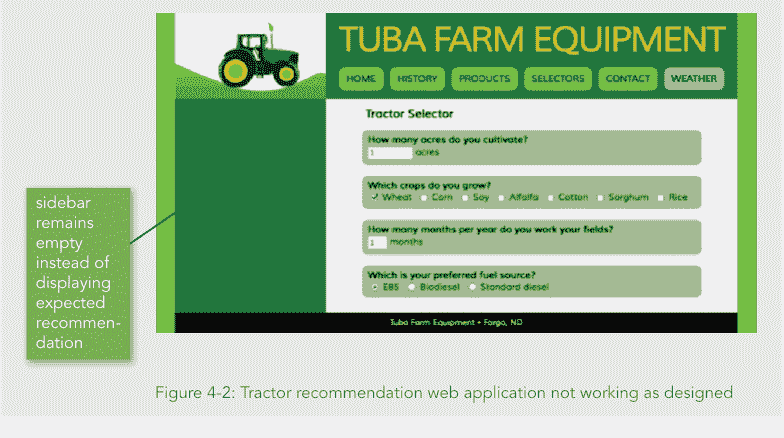 TUBA FARM EQUIPMENT
HOME HISTORY PRODUCTS SELECTORS CONTACT WEATHER
Tractor Selector
How many acres do you cultivate?
1 acres
Which crops do you grow?
Wheat Corn Soy Alfalfa Cotton Sorghum Rice
How many months per year do you work your fields?
1 months
Which is your preferred fuel source?
E85 Biodiesel Standard diesel
Tuba Farm Equipment • Fargo, ND
sidebar
remains
empty
instead of
displaying
expected
recommen-
dation
Figure 4-2: Tractor recommendation web application not working as designed